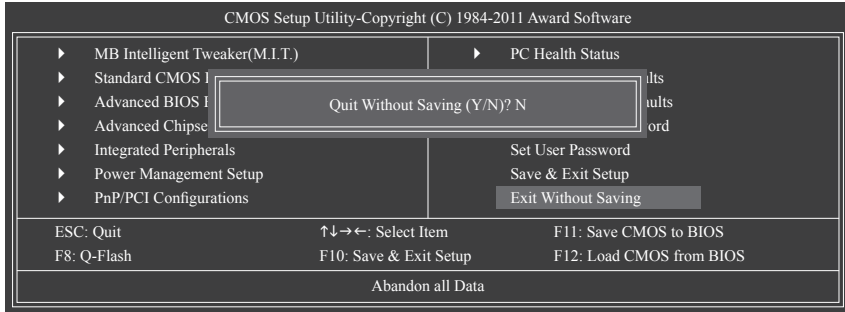 CMOS Setup Utility-Copyright (C) 1984-2011 Award Software
MB Intelligent Tweaker(M.I.T.)
Standard CMOS
Advanced BIOS
Advanced
Integrated Peripherals
Power Management Setup
PnP/PCI Configurations
PC Health Status
Set User Password
Save & Exit Setup
Exit Without Saving
Quit Without Saving (Y/N)? N
ESC: Quit ↑↓→←: Select Item F11: Save CMOS to BIOS
F8: Q-Flash F10: Save & Exit Setup F12: Load CMOS from BIOS
Abandon all Data